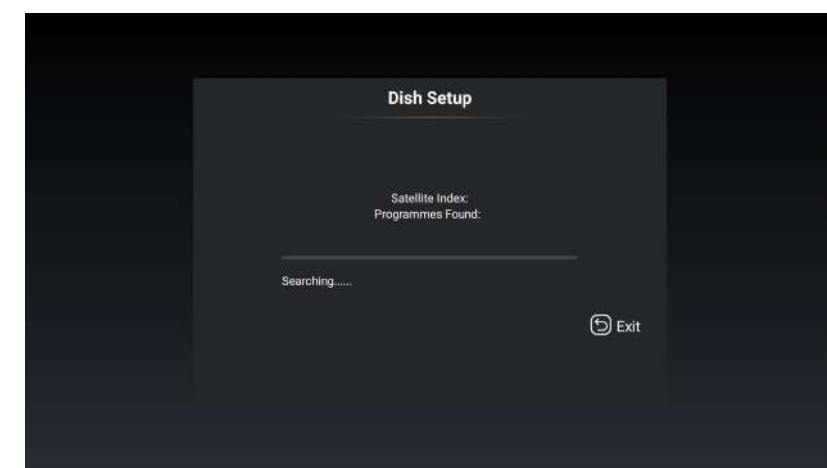 Dish Setup
Satellite Index:
Programmes Found:
Searching......
Exit